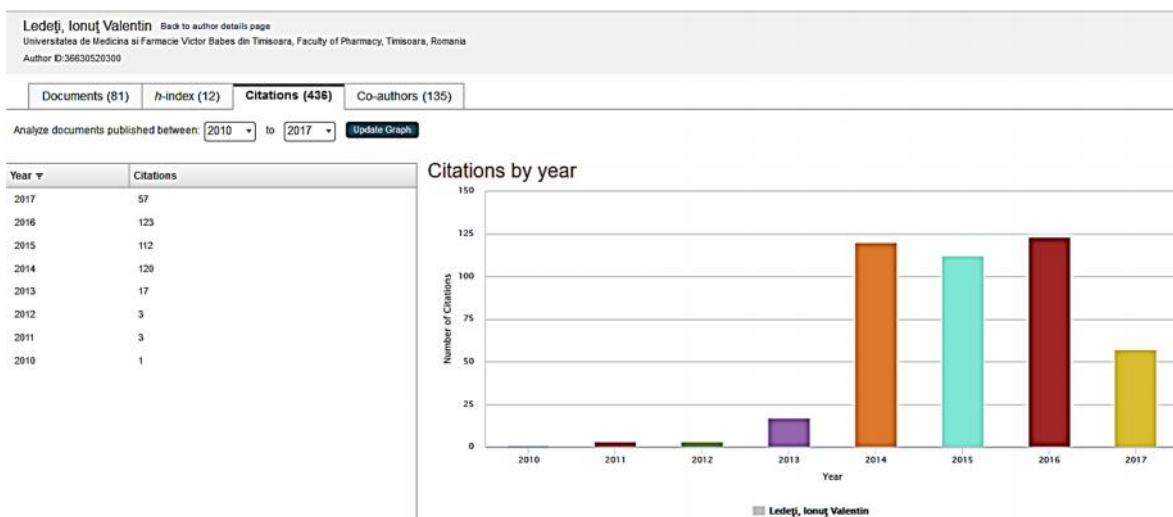 Ledeţi, Ionuţ Valentin Back to author details page
Universitatea de Medicina si Farmacie Victor Babes din Timisoara, Faculty of Pharmacy, Timisoara, Romania
Author ID:36630520300
Documents (81) h-index (12) Citations (436) Co-authors (135)
Analyze documents published between: 2010 to 2017 Update Graph
Year Citations
2017 57
2016 123
2015 112
2014 120
2013 17
2012 3
2011 3
2010 1
Citations by year
150
125
100
75
50
25
0
Number of Citations
2010 2011 2012 2013 2014 2015 2016 2017
Year
Ledeţi, Ionuţ Valentin